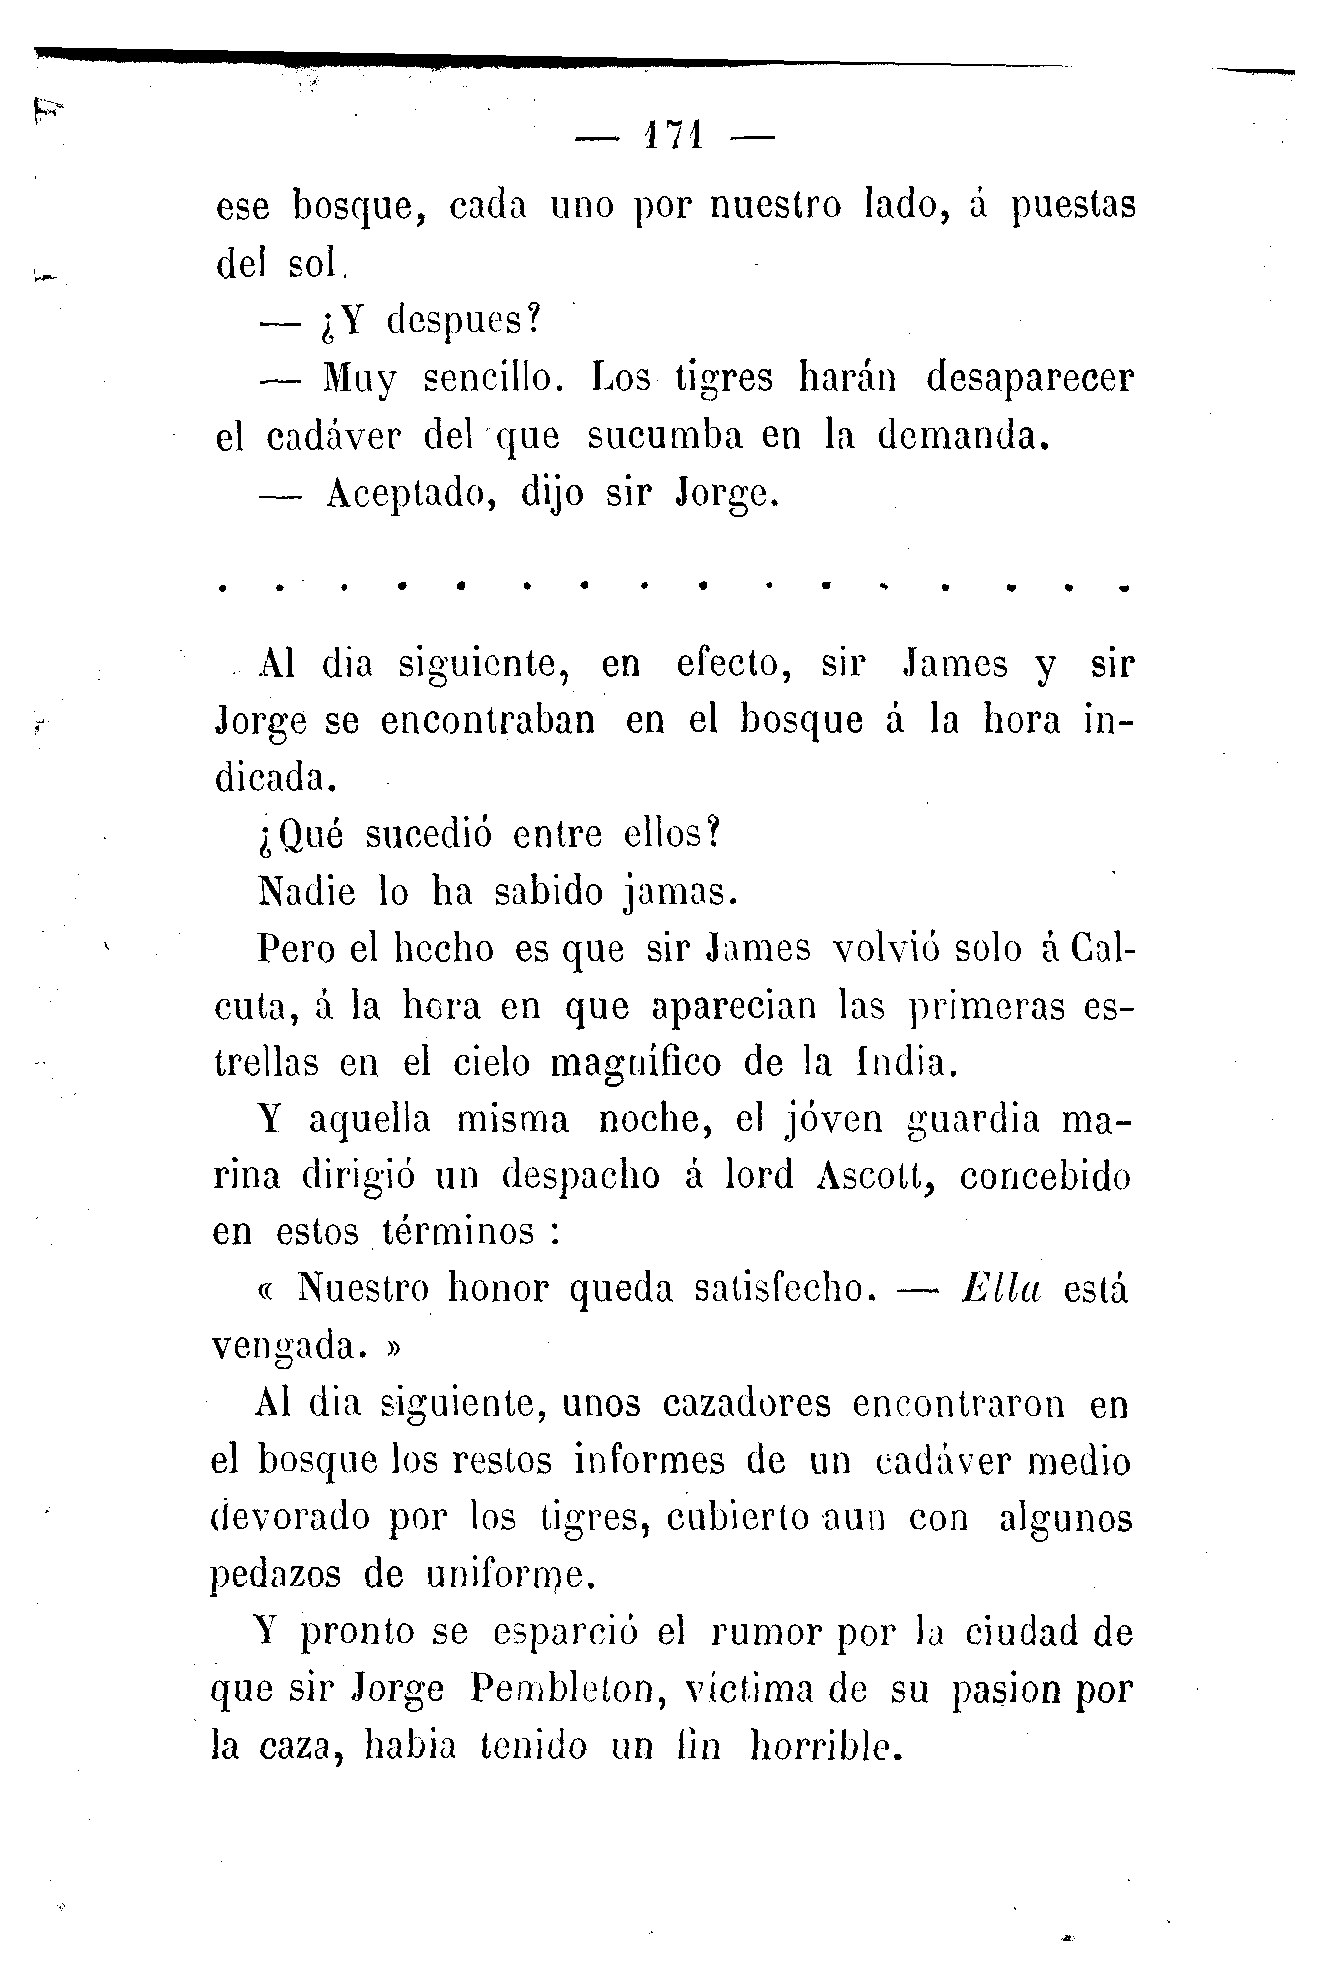 — 171 —
ese bosque, cada uno por nuestro lado, á puestas
del sol.
— ¿Y despues?
— Muy sencillo. Los tigres harán desaparecer
el cadáver del que sucumba en la demanda.
— Aceptado, dijo sir Jorge.
. . . . . . . . . . . . . . . .
Al dia siguiente, en efecto, sir James y sir
Jorge se encontraban en el bosque á la hora in-
dicada.
¿Qué sucedió entre ellos?
Nadie lo ha sabido jamas.
Pero el hecho es que sir James volvió solo á Cal-
cuta, á la hora en que aparecian las primeras es-
trellas en el cielo magnífico de la India.
Y aquella misma noche, el jóven guardia ma-
rina dirigió un despacho á lord Ascott, concebido
en estos términos :
« Nuestro honor queda satisfecho. — Ella está
vengada. »
Al dia siguiente, unos cazadores encontraron en
el bosque los restos informes de un cadáver medio
devorado por los tigres, cubierto aun con algunos
pedazos de uniforme.
Y pronto se esparció el rumor por la ciudad de
que sir Jorge Pembleton, víctima de su pasion por
la caza, habia tenido un fin horrible.